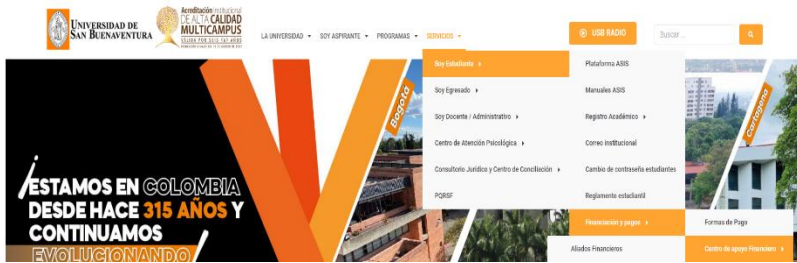 UNIVERSIDAD DE
SAN BUENAVENTURA
Acreditación Institucional
DE ALTA CALIDAD
MULTICAMPUS
LA UNIVERSIDAD
SOY ASPIRANTE
PROGRAMAS
SERVICIOS
USB RADIO
Buscar ...
Soy Estudiante
Soy Egresado
Soy Docente / Administrativo
Centro de Atención Psicológica
Consultorio Jurídico y Centro de Conciliación
PQRSF
Plataforma ASIS
Manuales ASIS
Registro Académico
Correo institucional
Cambio de contraseña estudiantes
Reglamento estudiantil
Financiación y pagos
Formas de Pago
Centro de apoyo Financiero
Aliados Financieros
Bogotá
Cartagena
¡ESTAMOS EN COLOMBIA
DESDE HACE 315 AÑOS Y
CONTINUAMOS
EVOLUCIONANDO